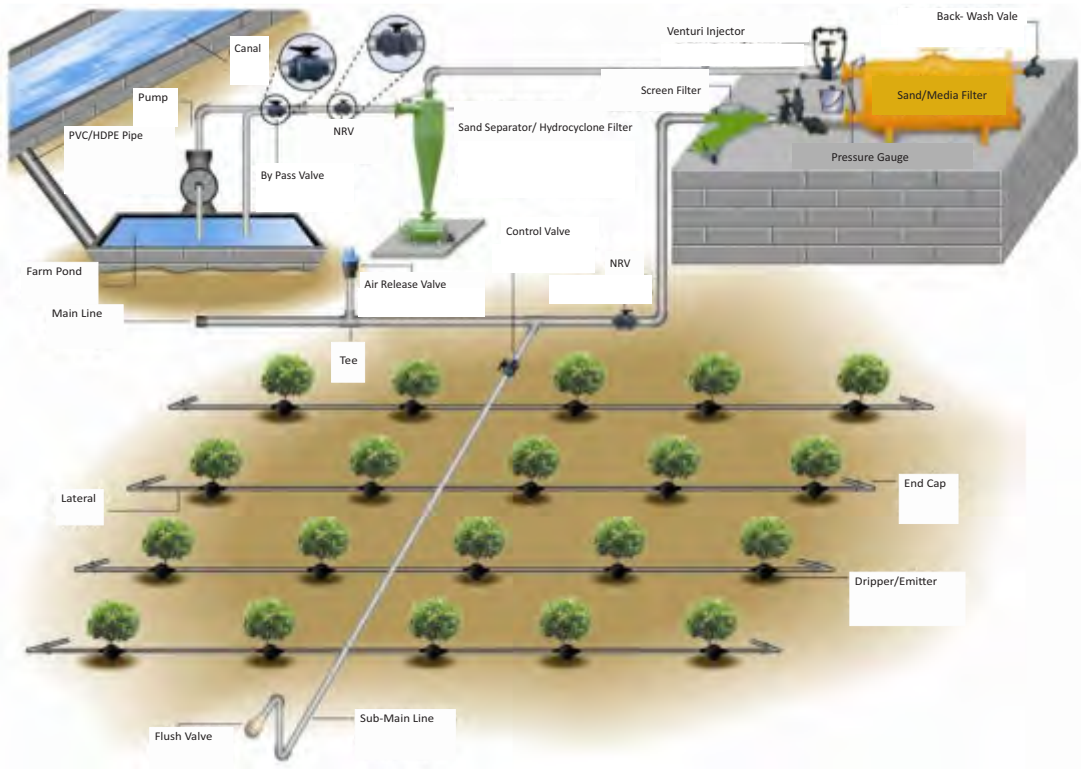 Back- Wash Vale
Venturi Injector
Canal
Screen Filter
Sand/Media Filter
Pump
PVC/HDPE Pipe
NRV
Sand Separator/ Hydrocyclone Filter
Pressure Gauge
By Pass Valve
Control Valve
NRV
Farm Pond
Air Release Valve
Main Line
Tee
End Cap
Lateral
Dripper/Emitter
Sub-Main Line
Flush Valve